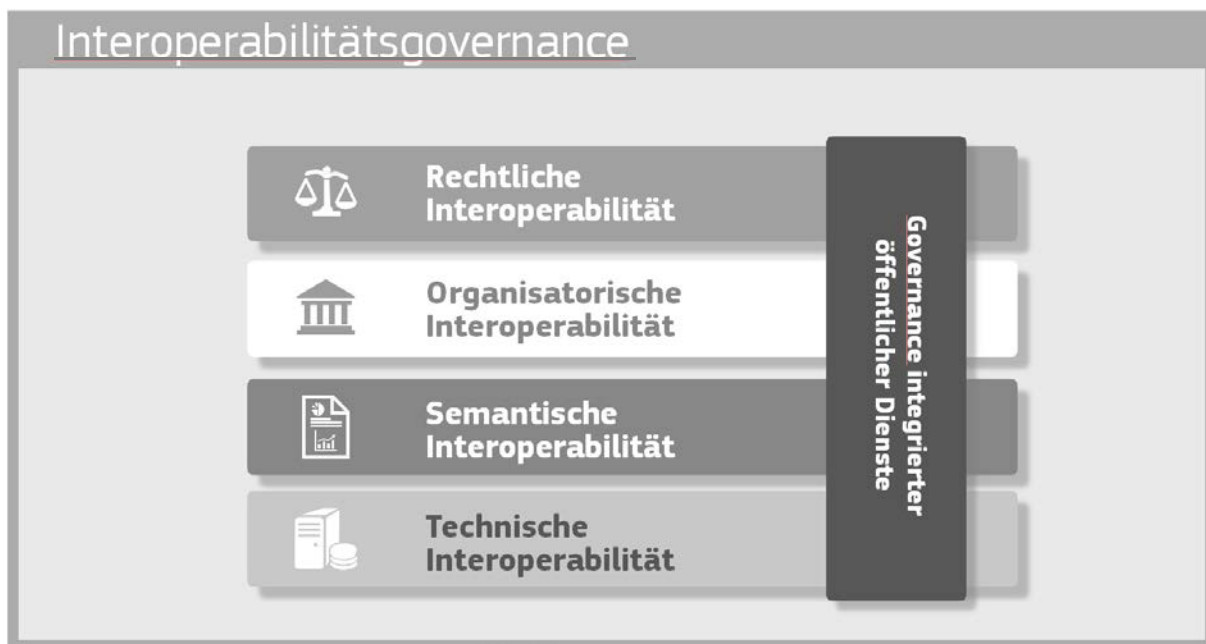 Interoperabilitätsgovernance
Rechtliche
Interoperabilität
Organisatorische
Interoperabilität
Semantische
Interoperabilität
Technische
Interoperabilität
Governance integrierter
öffentlicher Dienste